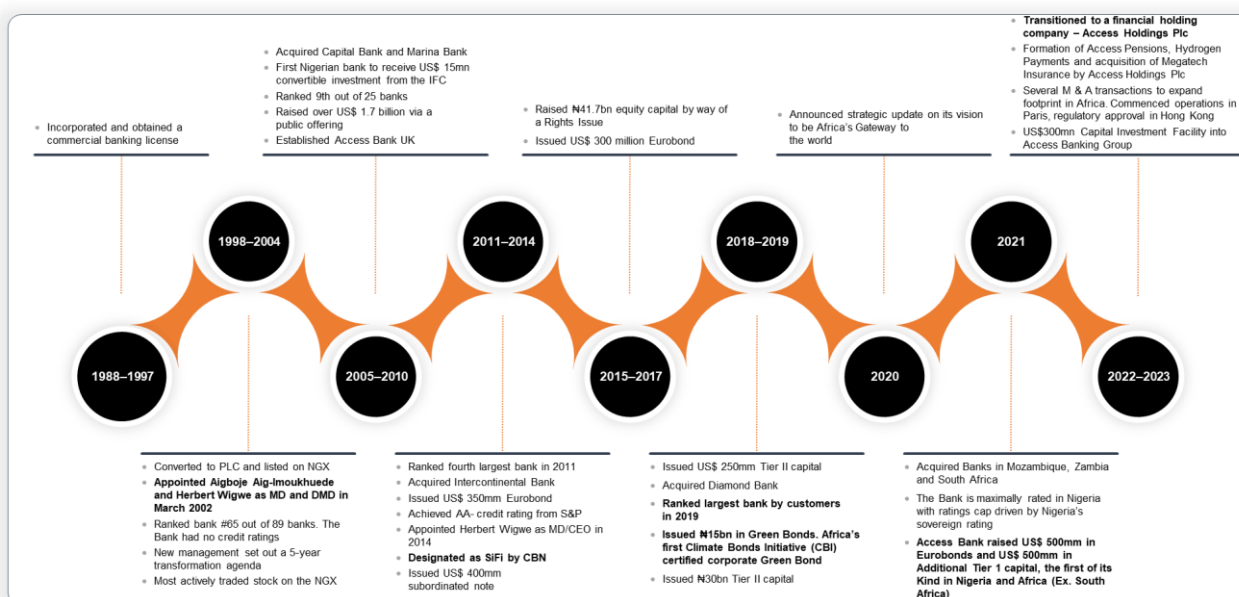 • Incorporated and obtained a
commercial banking license
• Acquired Capital Bank and Marina Bank
• First Nigerian bank to receive US$ 15mn
convertible investment from the IFC
• Ranked 9th out of 25 banks
• Raised over US$ 1.7 billion via a
public offering
• Established Access Bank UK
• Raised ₦41.7bn equity capital by way of
a Rights Issue
• Issued US$ 300 million Eurobond
• Announced strategic update on its vision
to be Africa's Gateway to
the world
• Transitioned to a financial holding
company – Access Holdings Plc
• Formation of Access Pensions, Hydrogen
Payments and acquisition of Megatech
Insurance by Access Holdings Plc
• Several M & A transactions to expand
footprint in Africa. Commenced operations in
Paris, regulatory approval in Hong Kong
• US$300mn Capital Investment Facility into
Access Banking Group
1998–2004
2011–2014
2018–2019
2021
1988–1997
2005–2010
2015–2017
2020
2022–2023
• Converted to PLC and listed on NGX
• Appointed Aigboje Aig-Imoukhuede
and Herbert Wigwe as MD and DMD in
March 2002
• Ranked bank #65 out of 89 banks. The
Bank had no credit ratings
• New management set out a 5-year
transformation agenda
• Most actively traded stock on the NGX
• Ranked fourth largest bank in 2011
• Acquired Intercontinental Bank
• Issued US$ 350mm Eurobond
• Achieved AA- credit rating from S&P
• Appointed Herbert Wigwe as MD/CEO in
2014
• Designated as SiFi by CBN
• Issued US$ 400mm
subordinated note
• Issued US$ 250mm Tier II capital
• Acquired Diamond Bank
• Ranked largest bank by customers
in 2019
• Issued ₦15bn in Green Bonds. Africa's
first Climate Bonds Initiative (CBI)
certified corporate Green Bond
• Issued ₦30bn Tier II capital
• Acquired Banks in Mozambique, Zambia
and South Africa
• The Bank is maximally rated in Nigeria
with ratings cap driven by Nigeria's
sovereign rating
• Access Bank raised US$ 500mm in
Eurobonds and US$ 500mm in
Additional Tier 1 capital, the first of its
Kind in Nigeria and Africa (Ex. South
Africa)